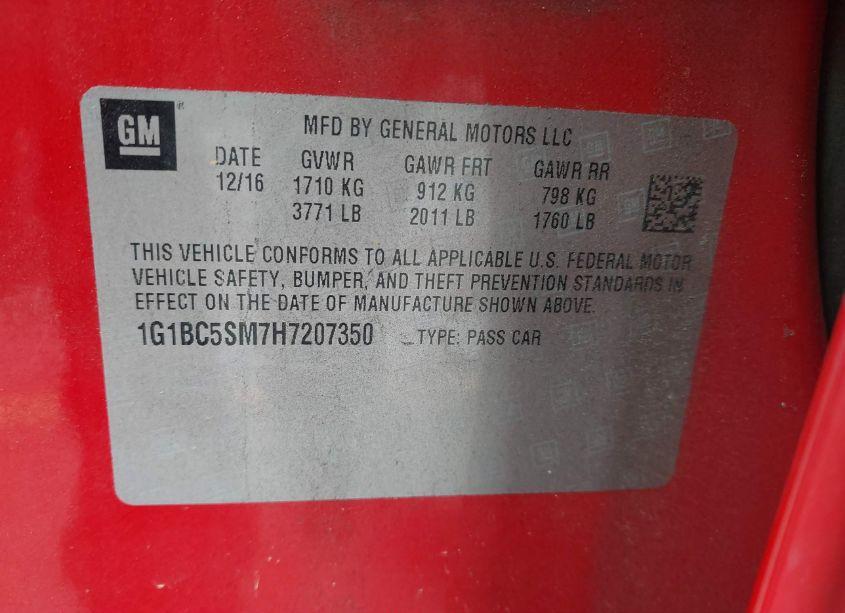 GM
MFD BY GENERAL MOTORS LLC
DATE GVWR GAWR FRT GAWR RR
12/16 1710 KG 912 KG 798 KG
3771 LB 2011 LB 1760 LB
THIS VEHICLE CONFORMS TO ALL APPLICABLE U.S. FEDERAL MOTOR
VEHICLE SAFETY, BUMPER, AND THEFT PREVENTION STANDARDS IN
EFFECT ON THE DATE OF MANUFACTURE SHOWN ABOVE.
1G1BC5SM7H7207350 TYPE: PASS CAR